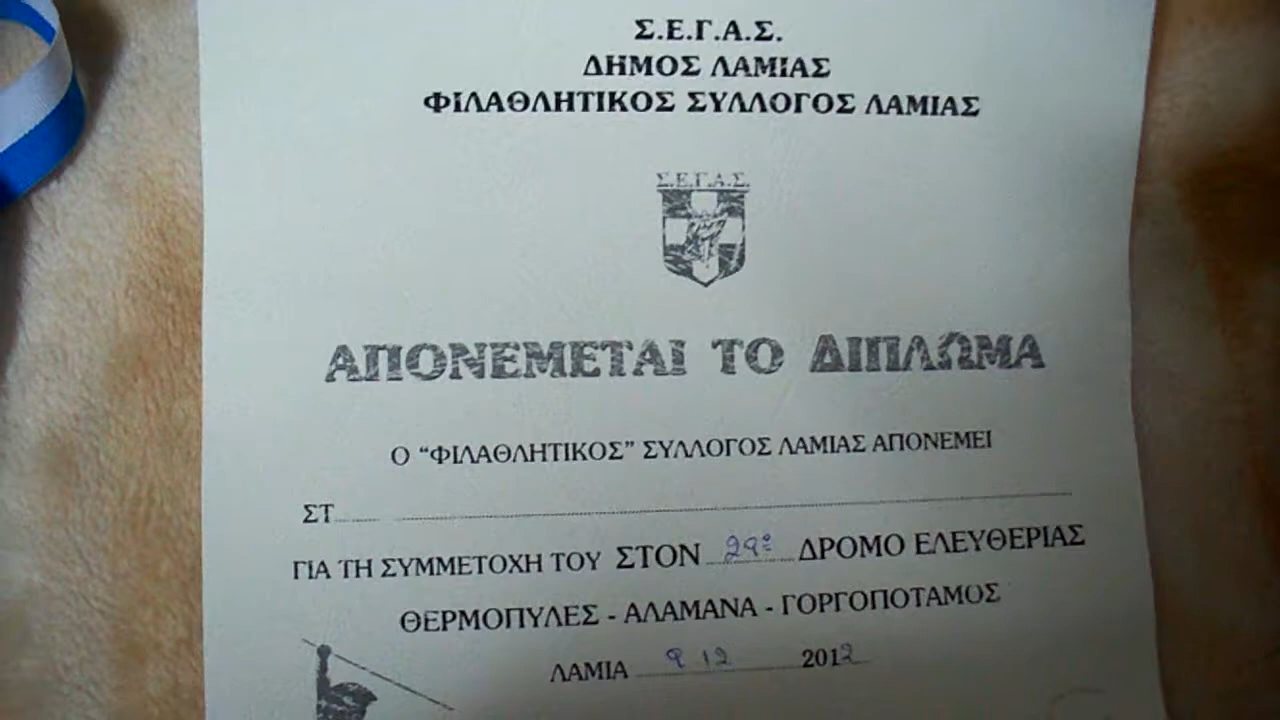 Σ.Ε.Γ.Α.Σ.
ΔΗΜΟΣ ΛΑΜΙΑΣ
ΦΙΛΑΘΛΗΤΙΚΟΣ ΣΥΛΛΟΓΟΣ ΛΑΜΙΑΣ
Σ.Ε.Γ.Α.Σ.
ΑΠΟΝΕΜΕΤΑΙ ΤΟ ΔΙΠΛΩΜΑ
Ο “ΦΙΛΑΘΛΗΤΙΚΟΣ” ΣΥΛΛΟΓΟΣ ΛΑΜΙΑΣ ΑΠΟΝΕΜΕΙ
ΣΤ
ΓΙΑ ΤΗ ΣΥΜΜΕΤΟΧΗ ΤΟΥ ΣΤΟΝ 29º ΔΡΟΜΟ ΕΛΕΥΘΕΡΙΑΣ
ΘΕΡΜΟΠΥΛΕΣ - ΑΛΑΜΑΝΑ - ΓΟΡΓΟΠΟΤΑΜΟΣ
ΛΑΜΙΑ 9 12 2012